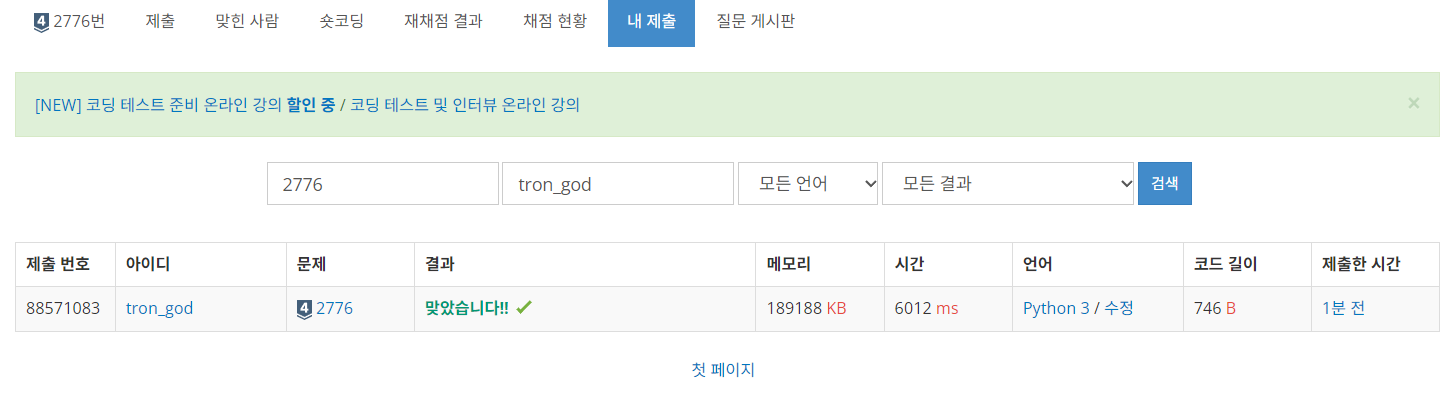 4 2776번 제출 맞힌 사람 숏코딩 재채점 결과 채점 현황 내 제출 질문 게시판
[NEW] 코딩 테스트 준비 온라인 강의 할인 중 / 코딩 테스트 및 인터뷰 온라인 강의 ×
2776 tron_god 모든 언어 모든 결과 검색
제출 번호 아이디 문제 결과 메모리 시간 언어 코드 길이 제출한 시간
88571083 tron_god 4 2776 맞았습니다!! 189188 KB 6012 ms Python 3 / 수정 746 B 1분 전
첫 페이지